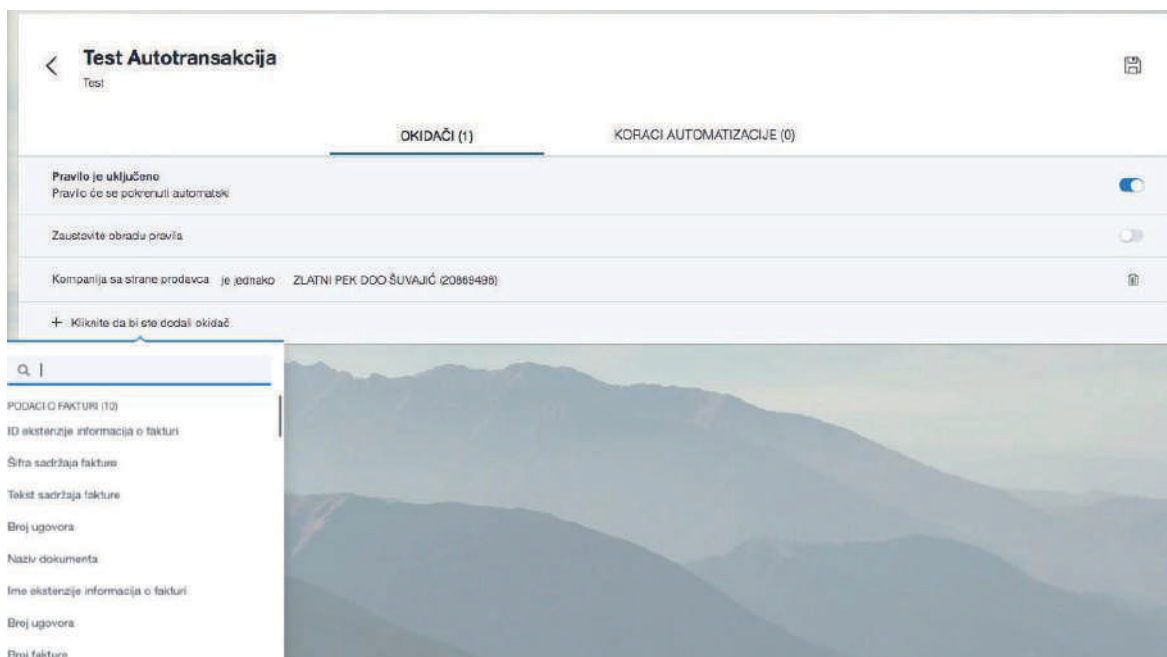 Test Autotransakcija
Test
OKIDAČI (1)
KORACI AUTOMATIZACIJE (0)
Pravilo je uključeno
Pravilo će se pokrenuti automatski
Zaustavite obradu pravila
Kompanija sa strane prodavca je jednako ZLATNI PEK DOO ŠUVAJIĆ (20869498)
+ Kliknite da bi ste dodali okidač
PODACI O FAKTURI (10)
ID ekstenzije informacija o fakturi
Šifra sadržaja fakture
Tekst sadržaja fakture
Broj ugovora
Naziv dokumenta
Ime ekstenzije informacija o fakturi
Broj ugovora
Broj fakture